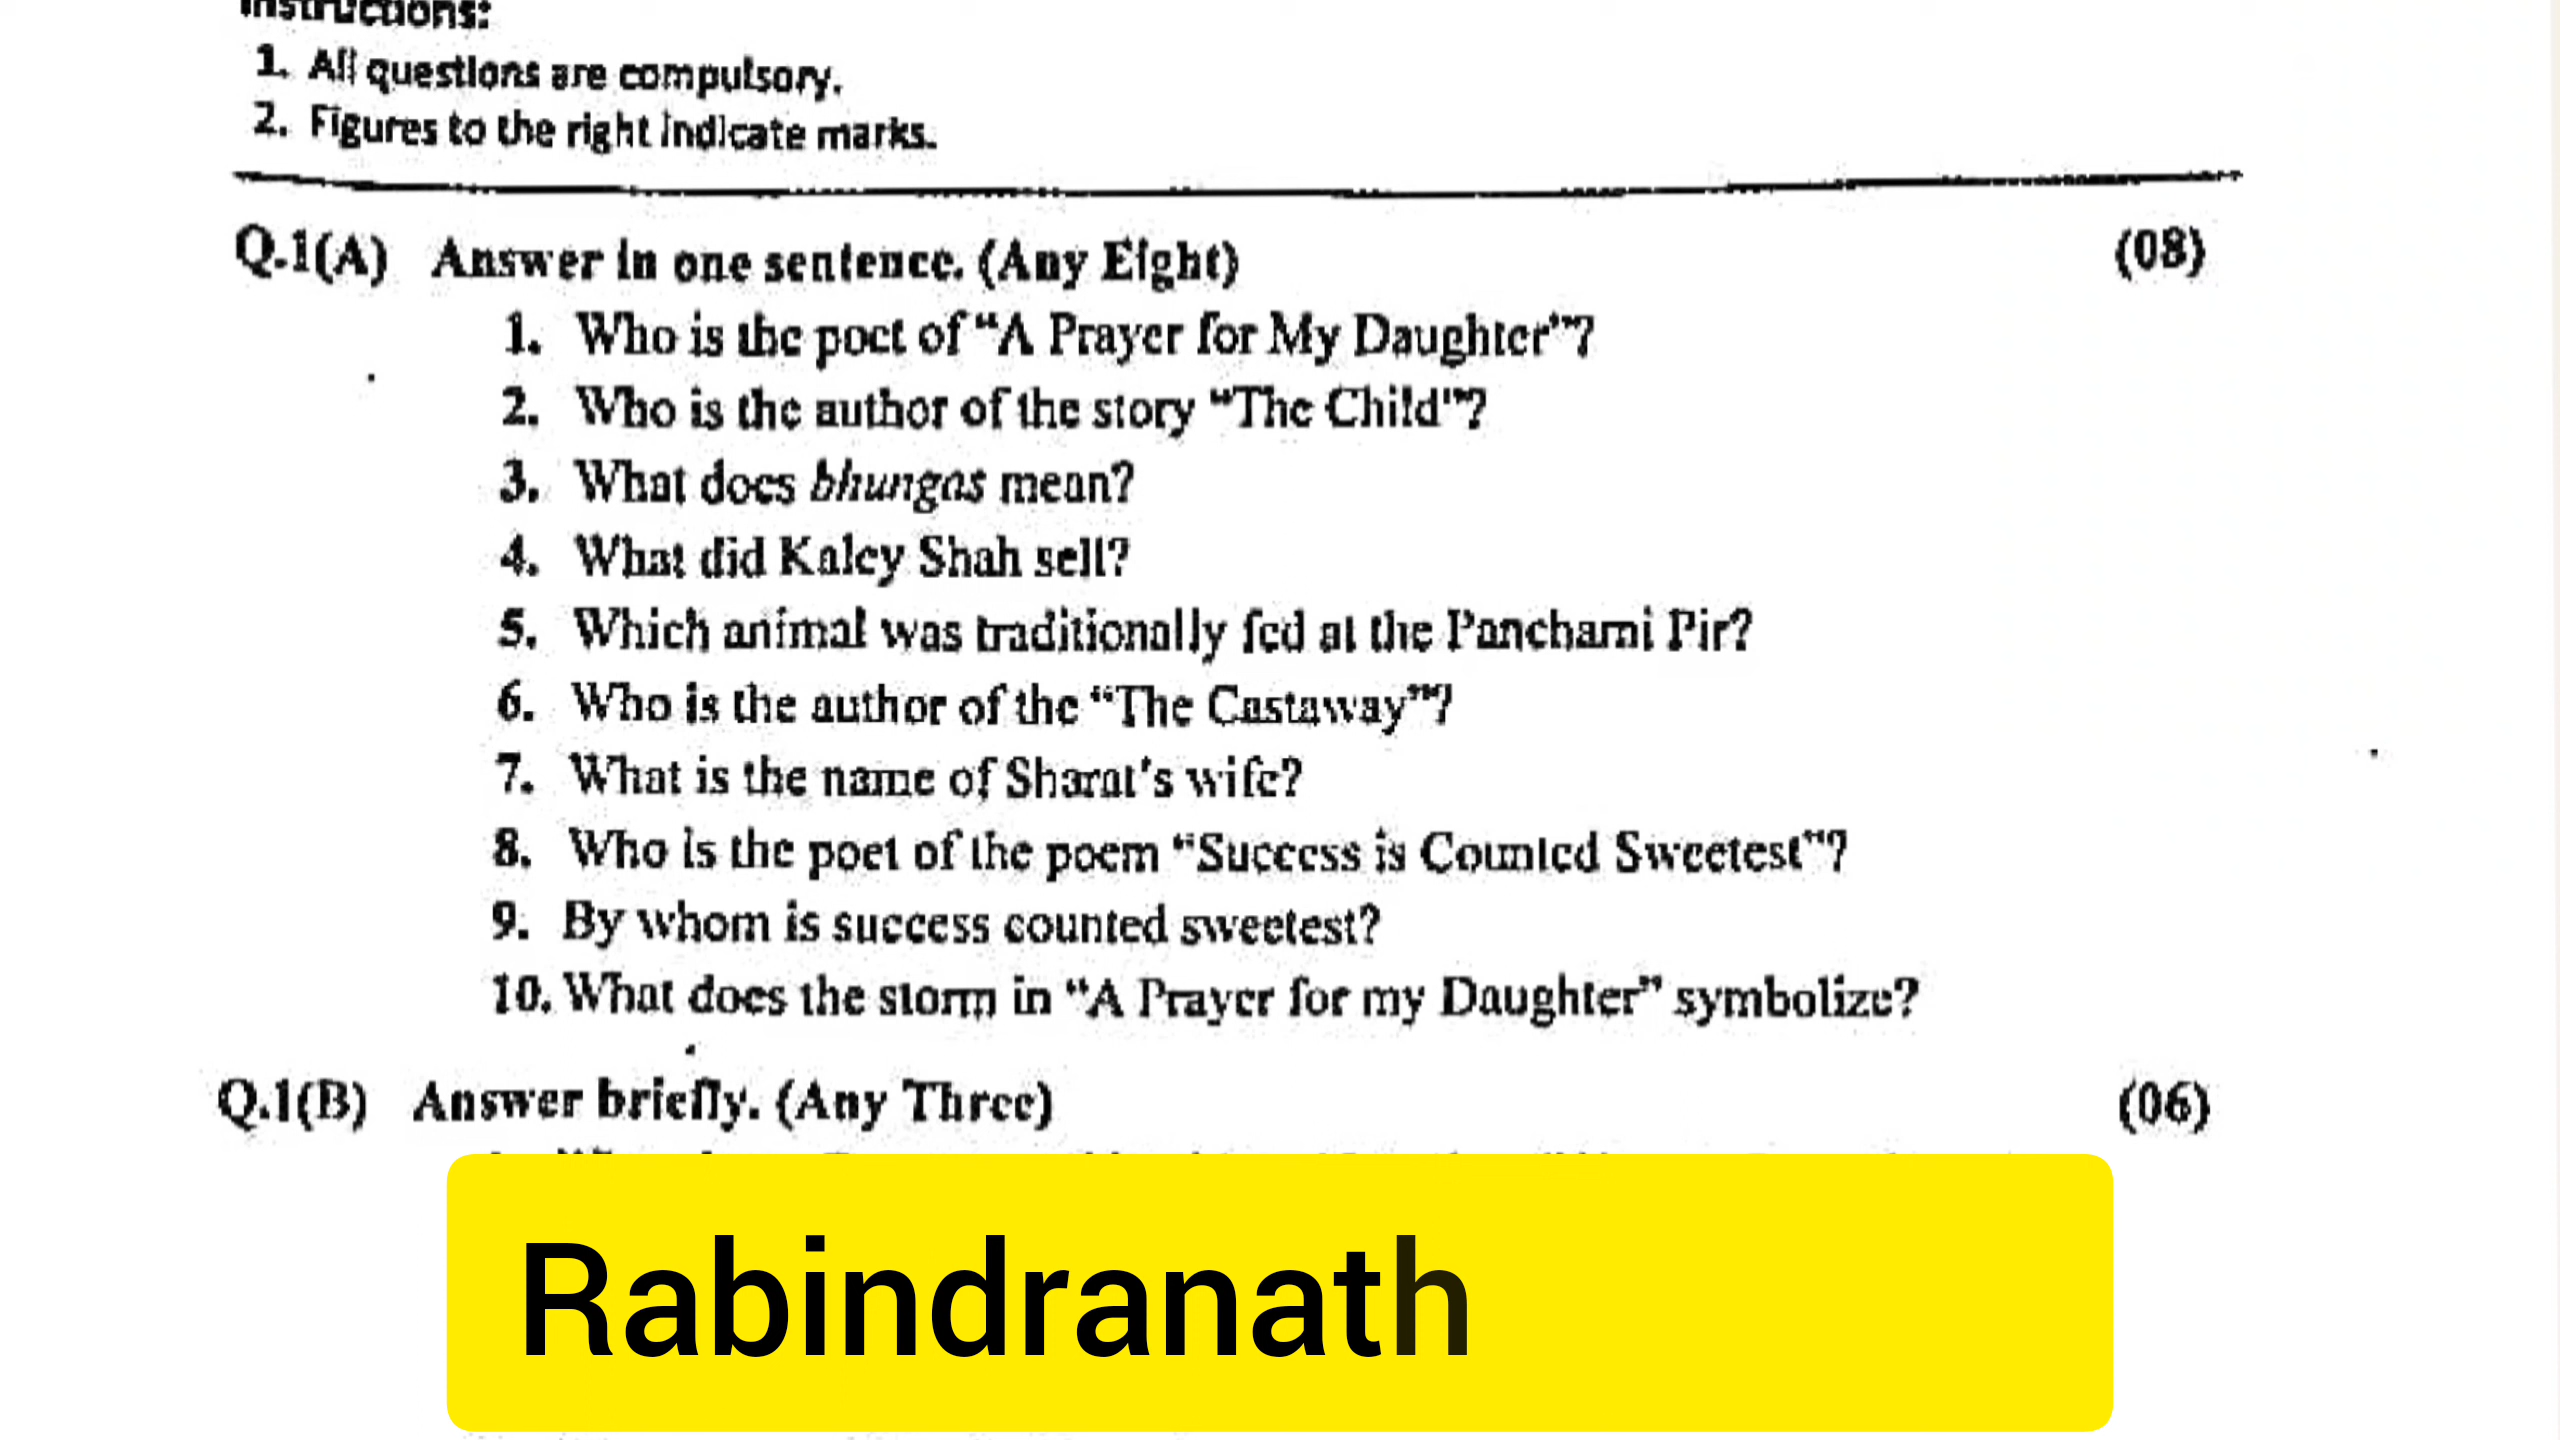 Instructions:
1. All questions are compulsory.
2. Figures to the right indicate marks.
Q.1(A) Answer in one sentence. (Any Eight) (08)
1. Who is the poet of “A Prayer for My Daughter”?
2. Who is the author of the story “The Child”?
3. What does bhungas mean?
4. What did Kaley Shah sell?
5. Which animal was traditionally fed at the Panchami Pir?
6. Who is the author of the “The Castaway”?
7. What is the name of Sharat's wife?
8. Who is the poet of the poem “Success is Counted Sweetest”?
9. By whom is success counted sweetest?
10. What does the storm in “A Prayer for my Daughter” symbolize?
Q.1(B) Answer briefly. (Any Three) (06)
Rabindranath